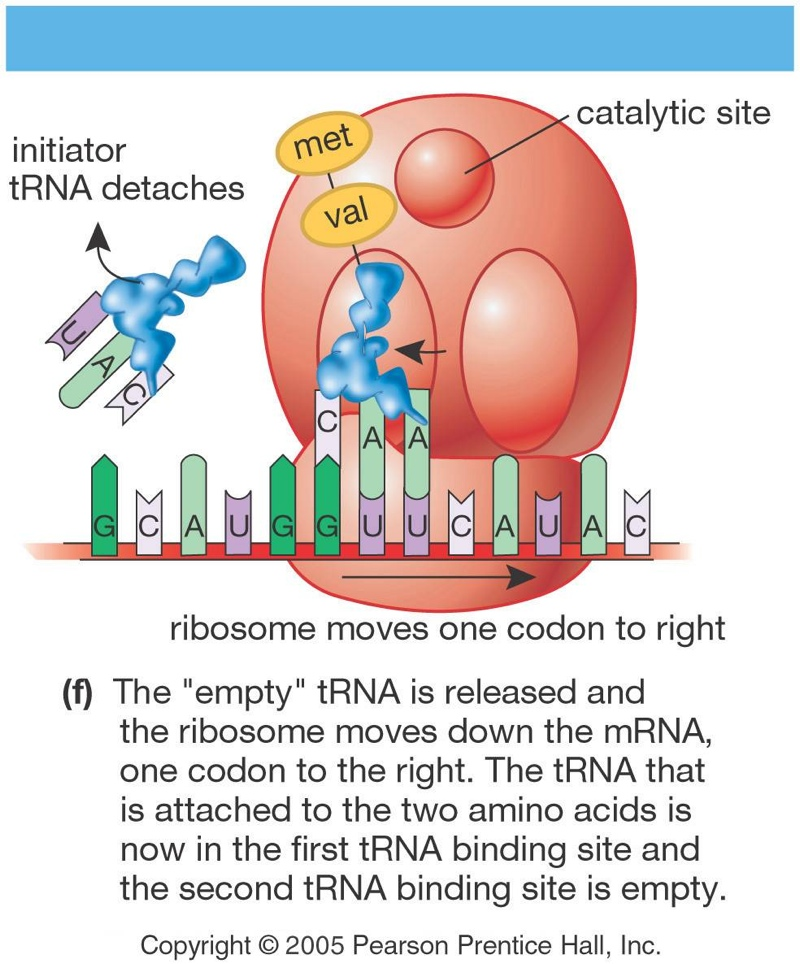 catalytic site
met
initiator
tRNA detaches
val
U A C
C A A
G C A U G G U U C A U A C
ribosome moves one codon to right
(f) The "empty" tRNA is released and
the ribosome moves down the mRNA,
one codon to the right. The tRNA that
is attached to the two amino acids is
now in the first tRNA binding site and
the second tRNA binding site is empty.
Copyright © 2005 Pearson Prentice Hall, Inc.